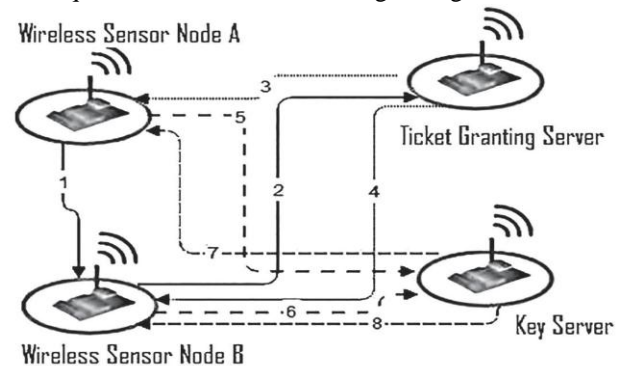 Wireless Sensor Node A
3
5
Ticket Granting Server
1
2
4
7
6
8
Key Server
Wireless Sensor Node B